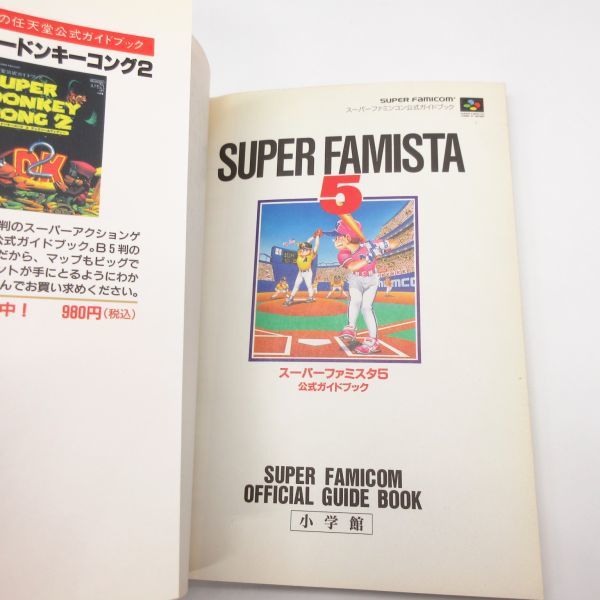 の任天堂公式ガイドブック
ードンキーコング2
SUPER
DONKEY
KONG 2
判のスーパーアクションゲ
公式ガイドブック。B5判の
だから、マップもビッグで
ントが手にとるようにわか
んでお買い求めください。
中! 980円(税込)
SUPER FAMICOM
スーパーファミコン公式ガイドブック
SUPER FAMISTA
5
スーパーファミスタ5
公式ガイドブック
SUPER FAMICOM
OFFICIAL GUIDE BOOK
小学館